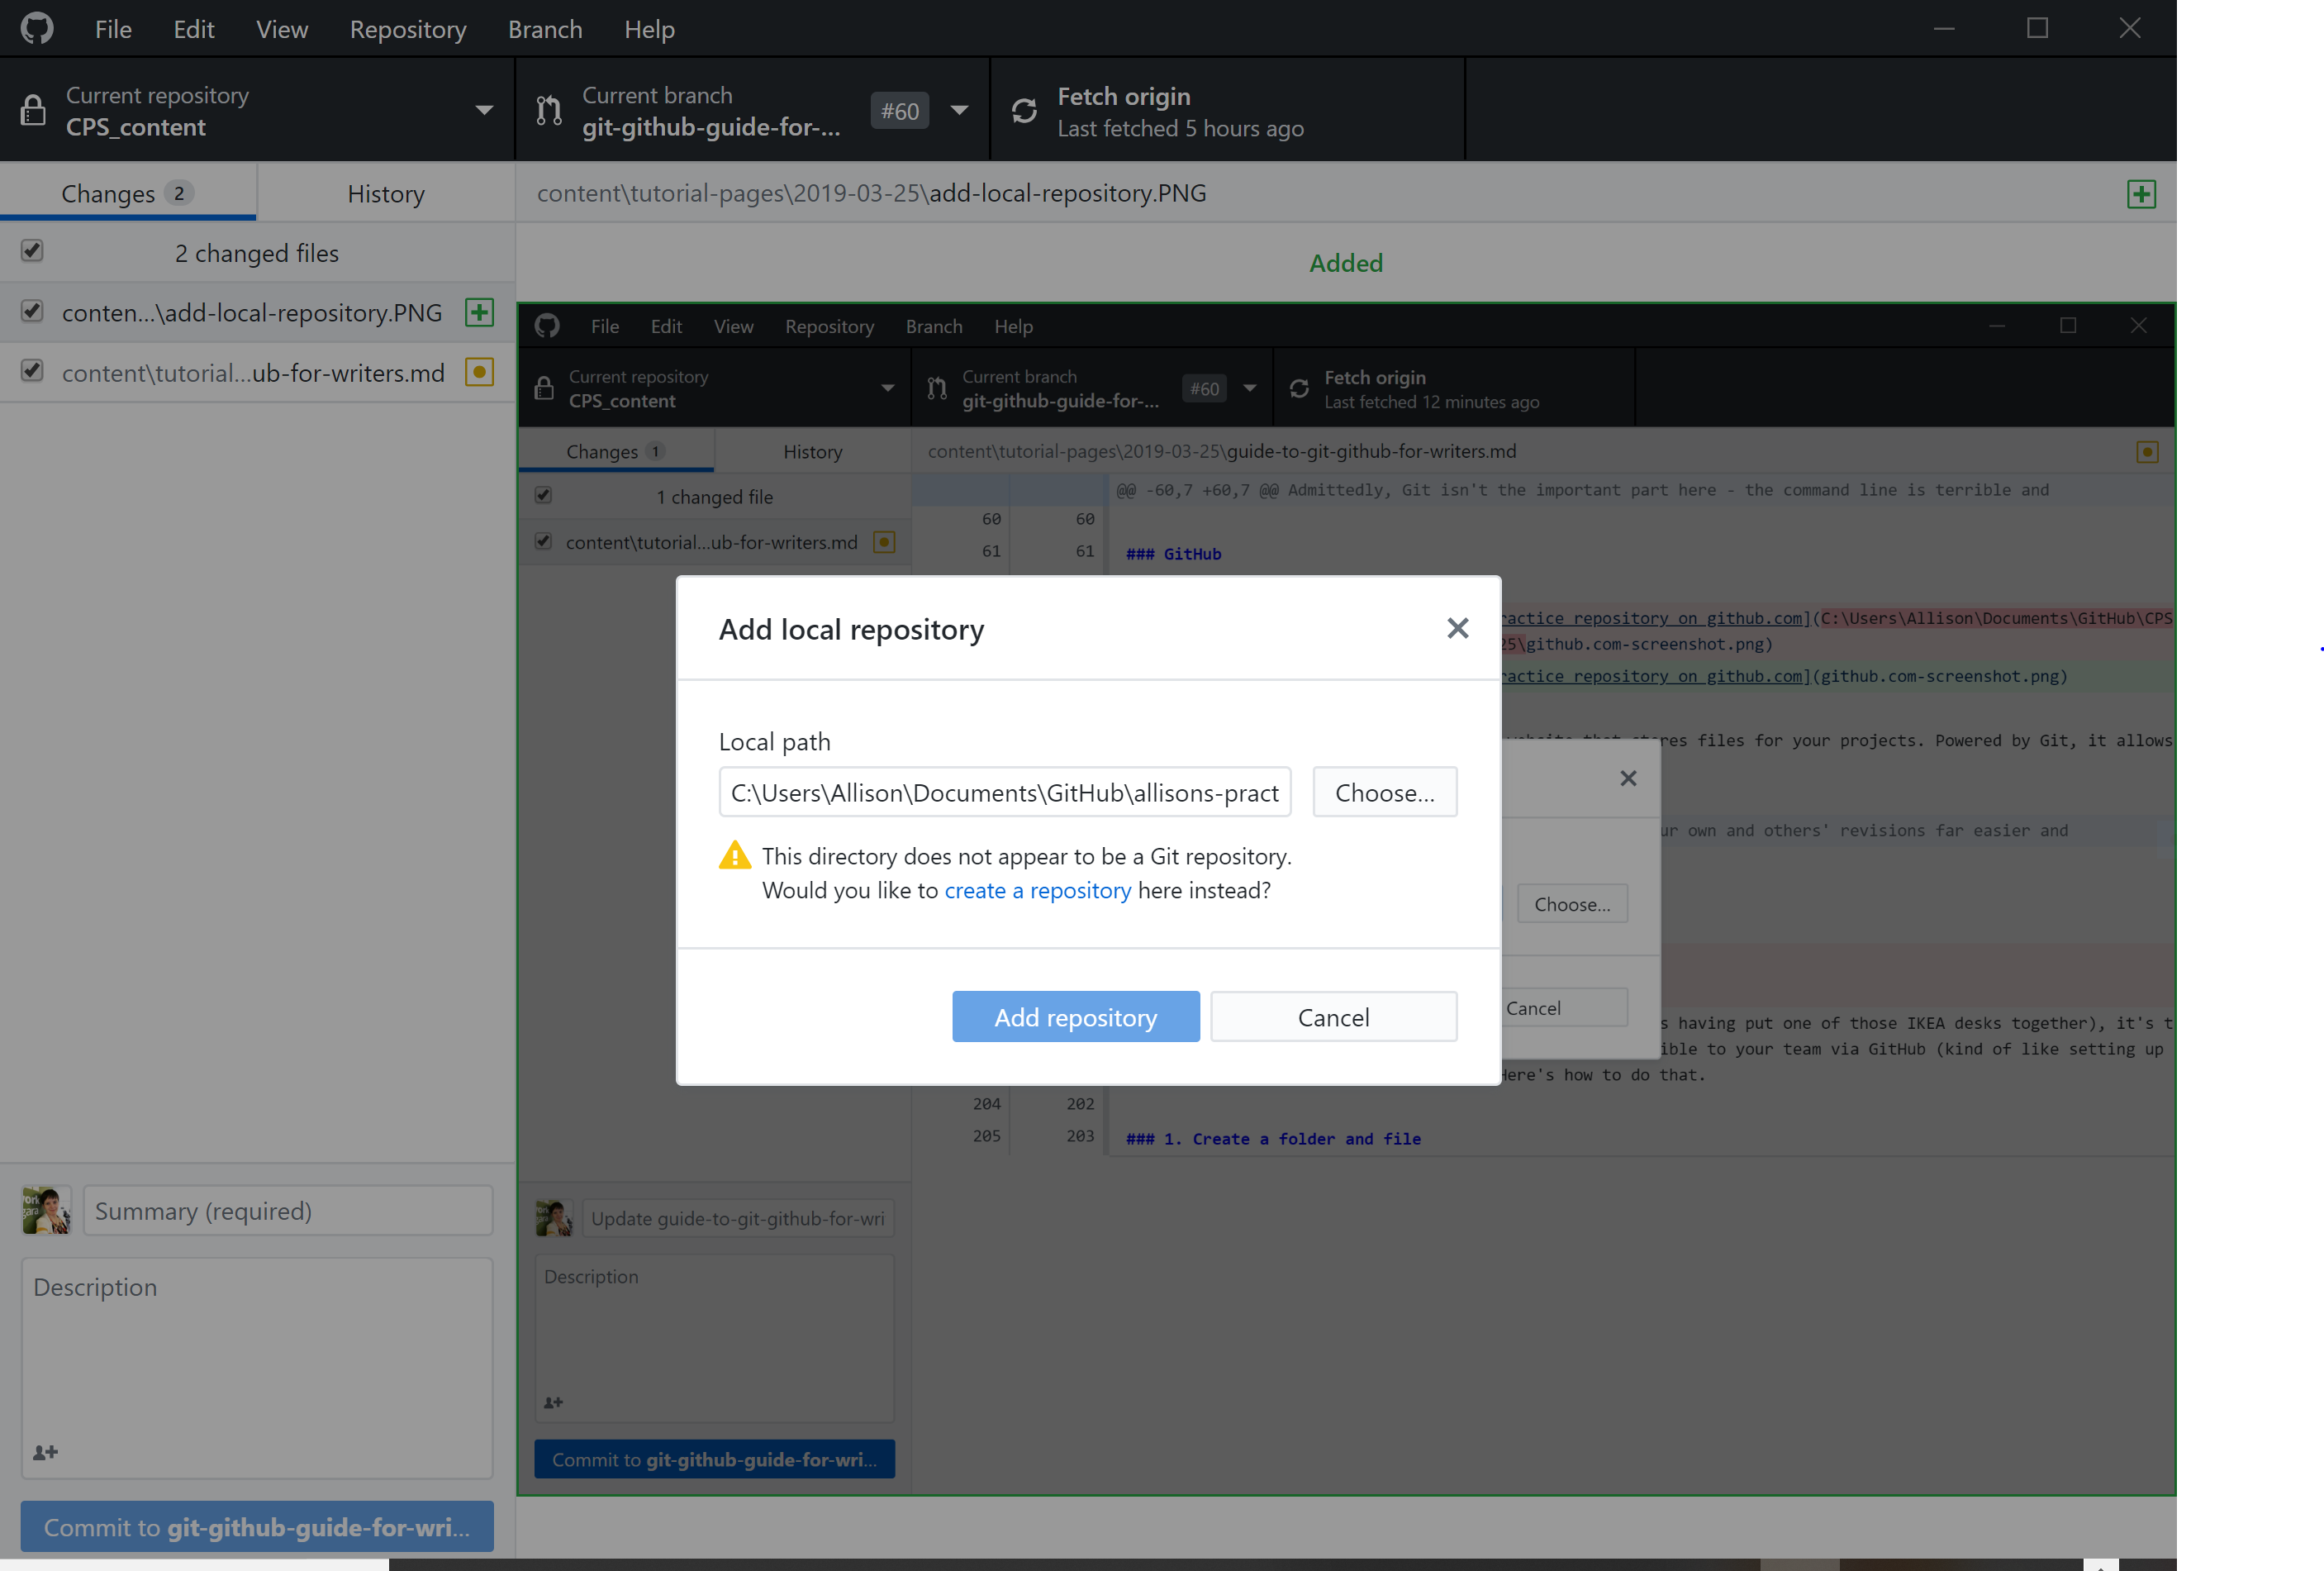 File Edit View Repository Branch Help
Current repository
CPS_content
Current branch
git-github-guide-for-...
#60
Fetch origin
Last fetched 5 hours ago
Changes 2
History
content\tutorial-pages\2019-03-25\add-local-repository.PNG
2 changed files
Added
conten...\add-local-repository.PNG
content\tutorial...ub-for-writers.md
File Edit View Repository Branch Help
Current repository
CPS_content
Current branch
git-github-guide-for-...
#60
Fetch origin
Last fetched 12 minutes ago
Changes 1
History
content\tutorial-pages\2019-03-25\guide-to-git-github-for-writers.md
1 changed file
@@ -60,7 +60,7 @@ Admittedly, Git isn't the important part here - the command line is terrible and
60 60
content\tutorial...ub-for-writers.md
61 61 ### GitHub
ractice repository on github.com](C:\Users\Allison\Documents\GitHub\CPS
25\github.com-screenshot.png)
ractice repository on github.com](github.com-screenshot.png)
website that stores files for your projects. Powered by Git, it allows
ur own and others' revisions far easier and
Choose...
Cancel
s having put one of those IKEA desks together), it's t
ible to your team via GitHub (kind of like setting up
Here's how to do that.
204 202
205 203 ### 1. Create a folder and file
Add local repository
Local path
C:\Users\Allison\Documents\GitHub\allisons-pract
Choose...
This directory does not appear to be a Git repository.
Would you like to create a repository here instead?
Add repository
Cancel
Update guide-to-git-github-for-wri
Description
Commit to git-github-guide-for-wri...
Summary (required)
Description
Commit to git-github-guide-for-wri...